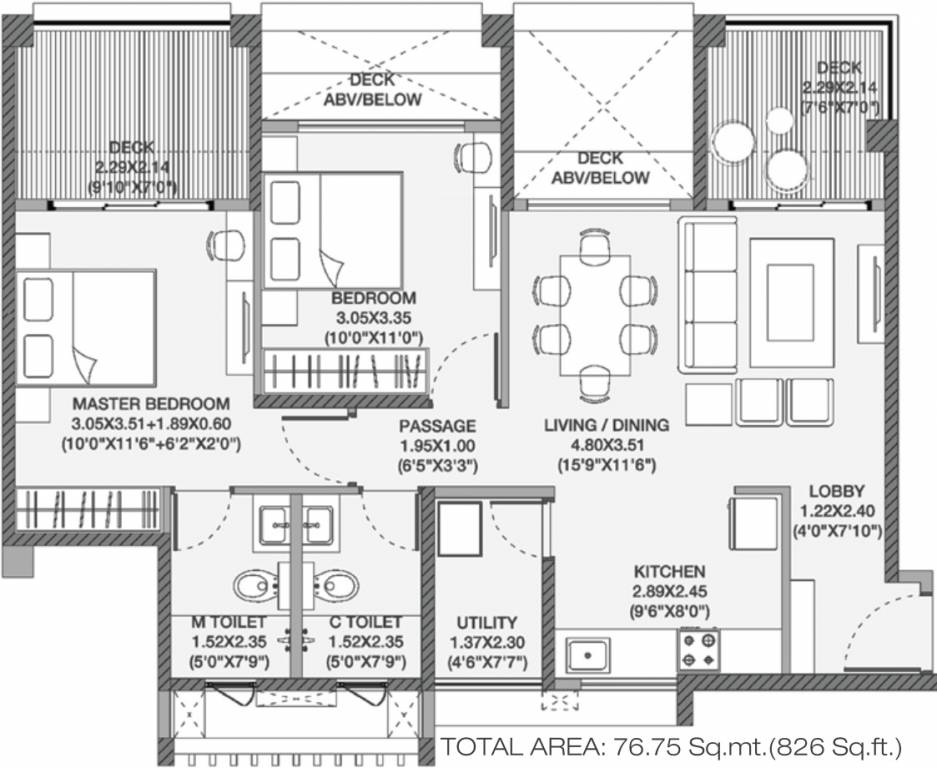 DECK
2.29X2.14
(9'10"X7'0")
DECK
ABV/BELOW
DECK
ABV/BELOW
DECK
2.29X2.14
(7'6"X7'0")
BEDROOM
3.05X3.35
(10'0"X11'0")
MASTER BEDROOM
3.05X3.51+1.89X0.60
(10'0"X11'6"+6'2"X2'0")
PASSAGE
1.95X1.00
(6'5"X3'3")
LIVING / DINING
4.80X3.51
(15'9"X11'6")
LOBBY
1.22X2.40
(4'0"X7'10")
KITCHEN
2.89X2.45
(9'6"X8'0")
M TOILET
1.52X2.35
(5'0"X7'9")
C TOILET
1.52X2.35
(5'0"X7'9")
UTILITY
1.37X2.30
(4'6"X7'7")
TOTAL AREA: 76.75 Sq.mt.(826 Sq.ft.)